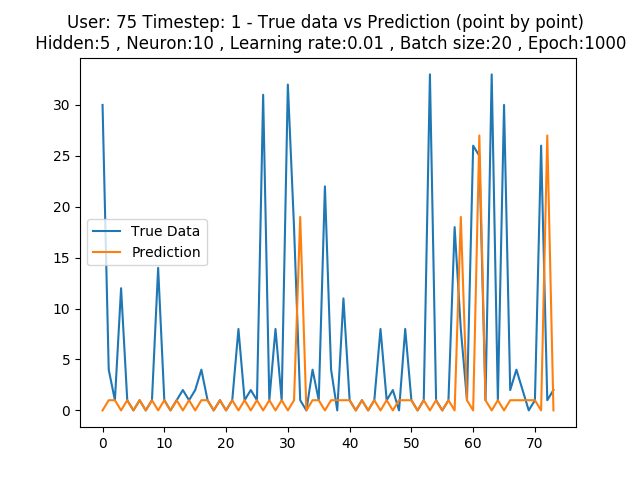 User: 75 Timestep: 1 - True data vs Prediction (point by point)
Hidden:5 , Neuron:10 , Learning rate:0.01 , Batch size:20 , Epoch:1000
30
25
20
15
10
5
0
True Data
Prediction
0 10 20 30 40 50 60 70